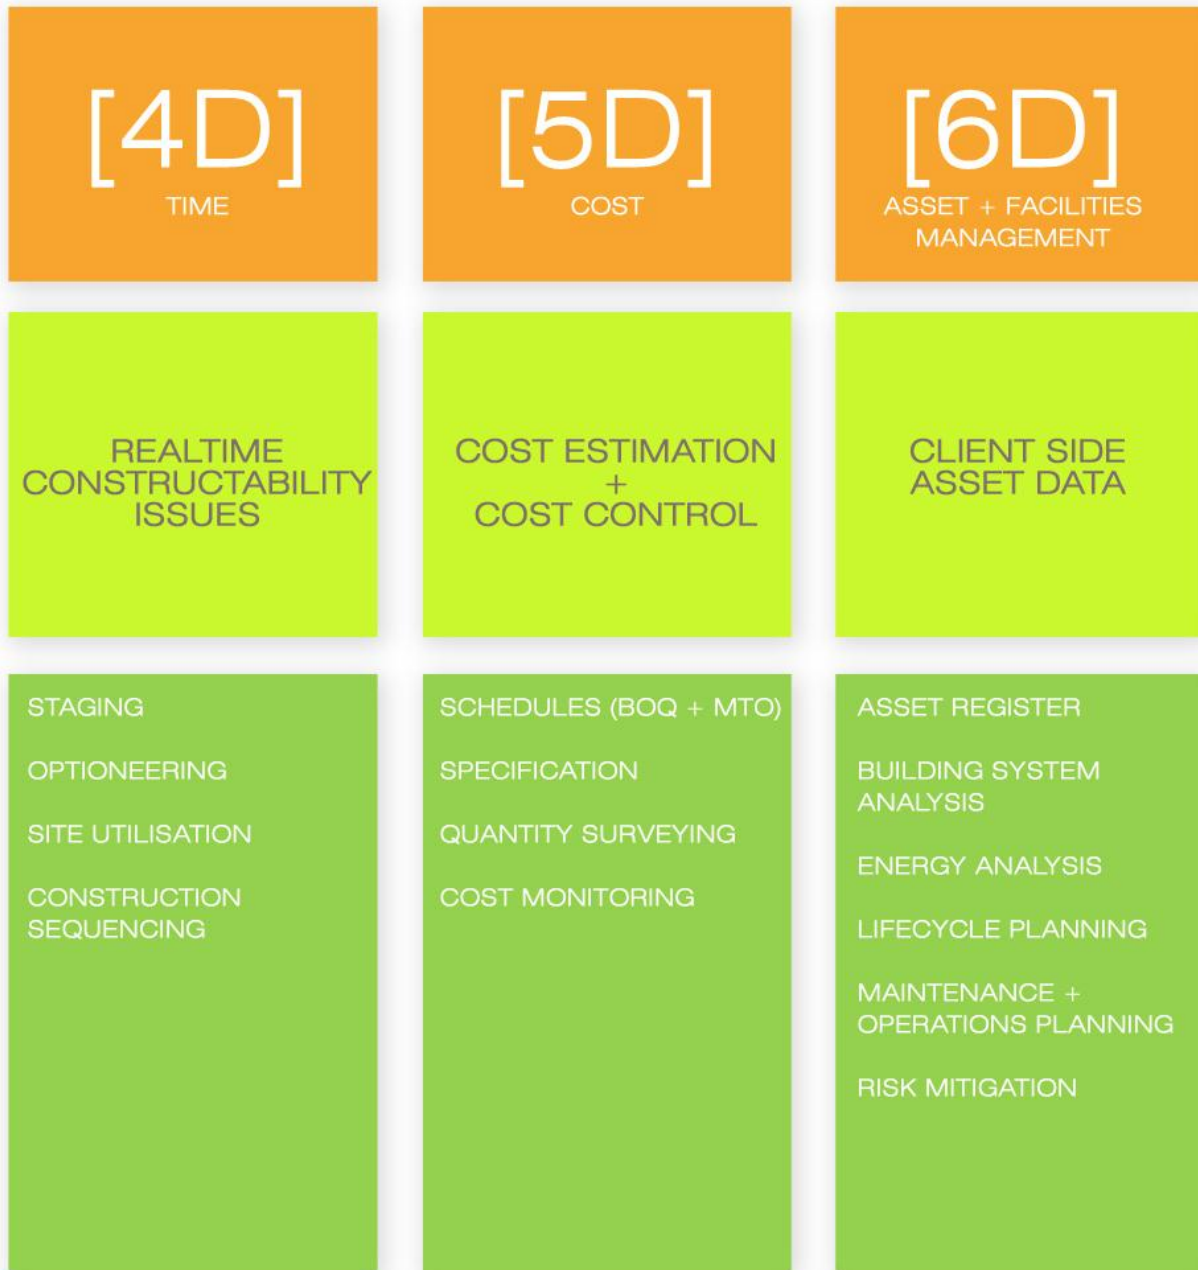 [4D]
TIME
REALTIME
CONSTRUCTABILITY
ISSUES
STAGING
OPTIONEERING
SITE UTILISATION
CONSTRUCTION
SEQUENCING
[5D]
COST
COST ESTIMATION
+
COST CONTROL
SCHEDULES (BOQ + MTO)
SPECIFICATION
QUANTITY SURVEYING
COST MONITORING
[6D]
ASSET + FACILITIES
MANAGEMENT
CLIENT SIDE
ASSET DATA
ASSET REGISTER
BUILDING SYSTEM
ANALYSIS
ENERGY ANALYSIS
LIFECYCLE PLANNING
MAINTENANCE +
OPERATIONS PLANNING
RISK MITIGATION